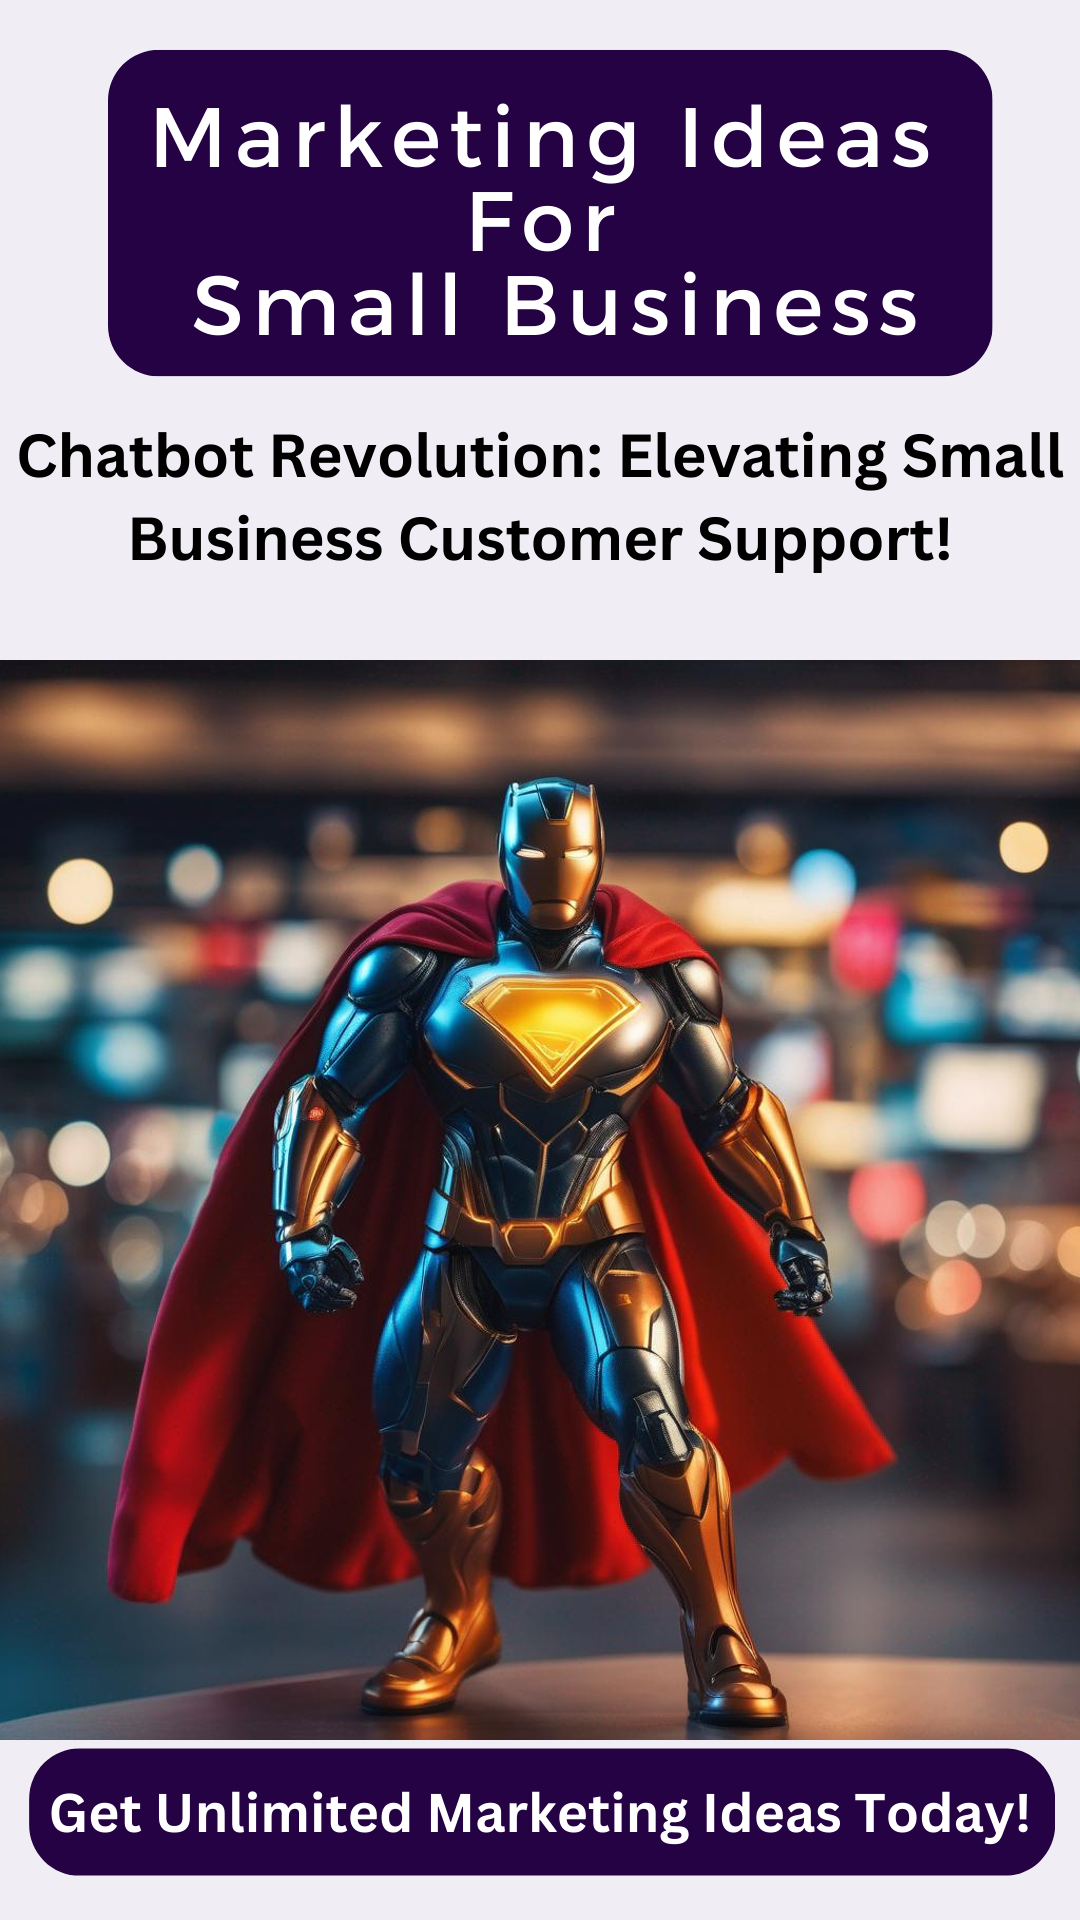 Marketing Ideas
For
Small Business
Chatbot Revolution: Elevating Small
Business Customer Support!
Get Unlimited Marketing Ideas Today!